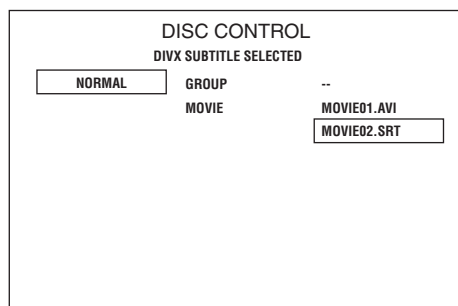 DISC CONTROL
DIVX SUBTITLE SELECTED
NORMAL GROUP --
MOVIE MOVIE01.AVI
MOVIE02.SRT